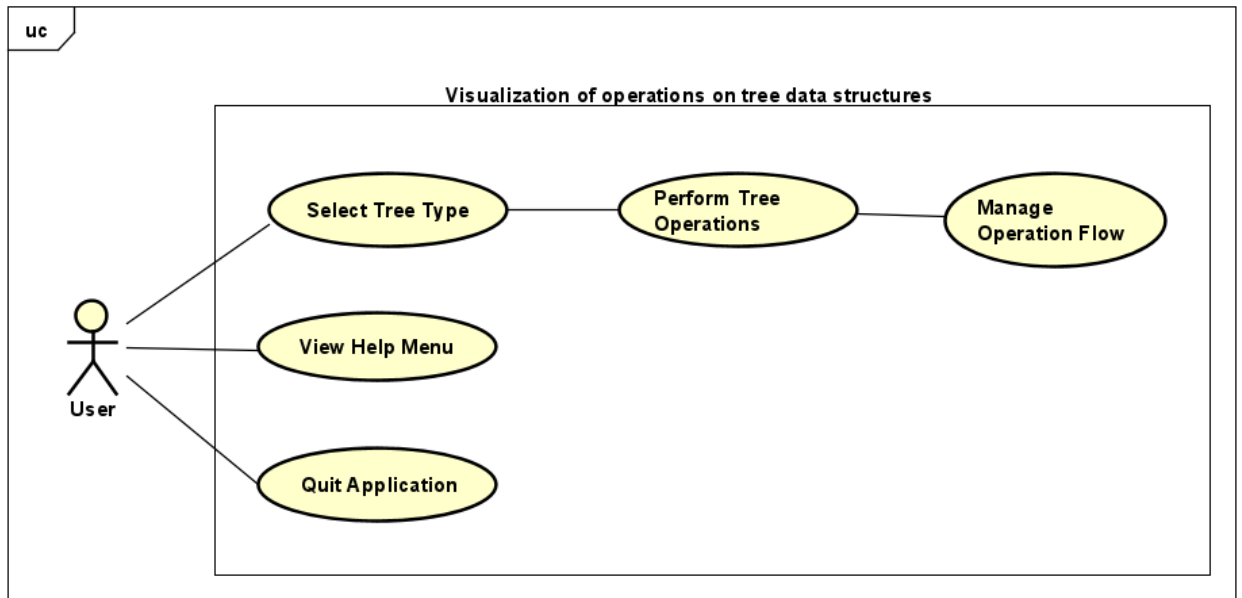 uc
Visualization of operations on tree data structures
Select Tree Type
Perform Tree
Operations
Manage
Operation Flow
View Help Menu
User
Quit Application